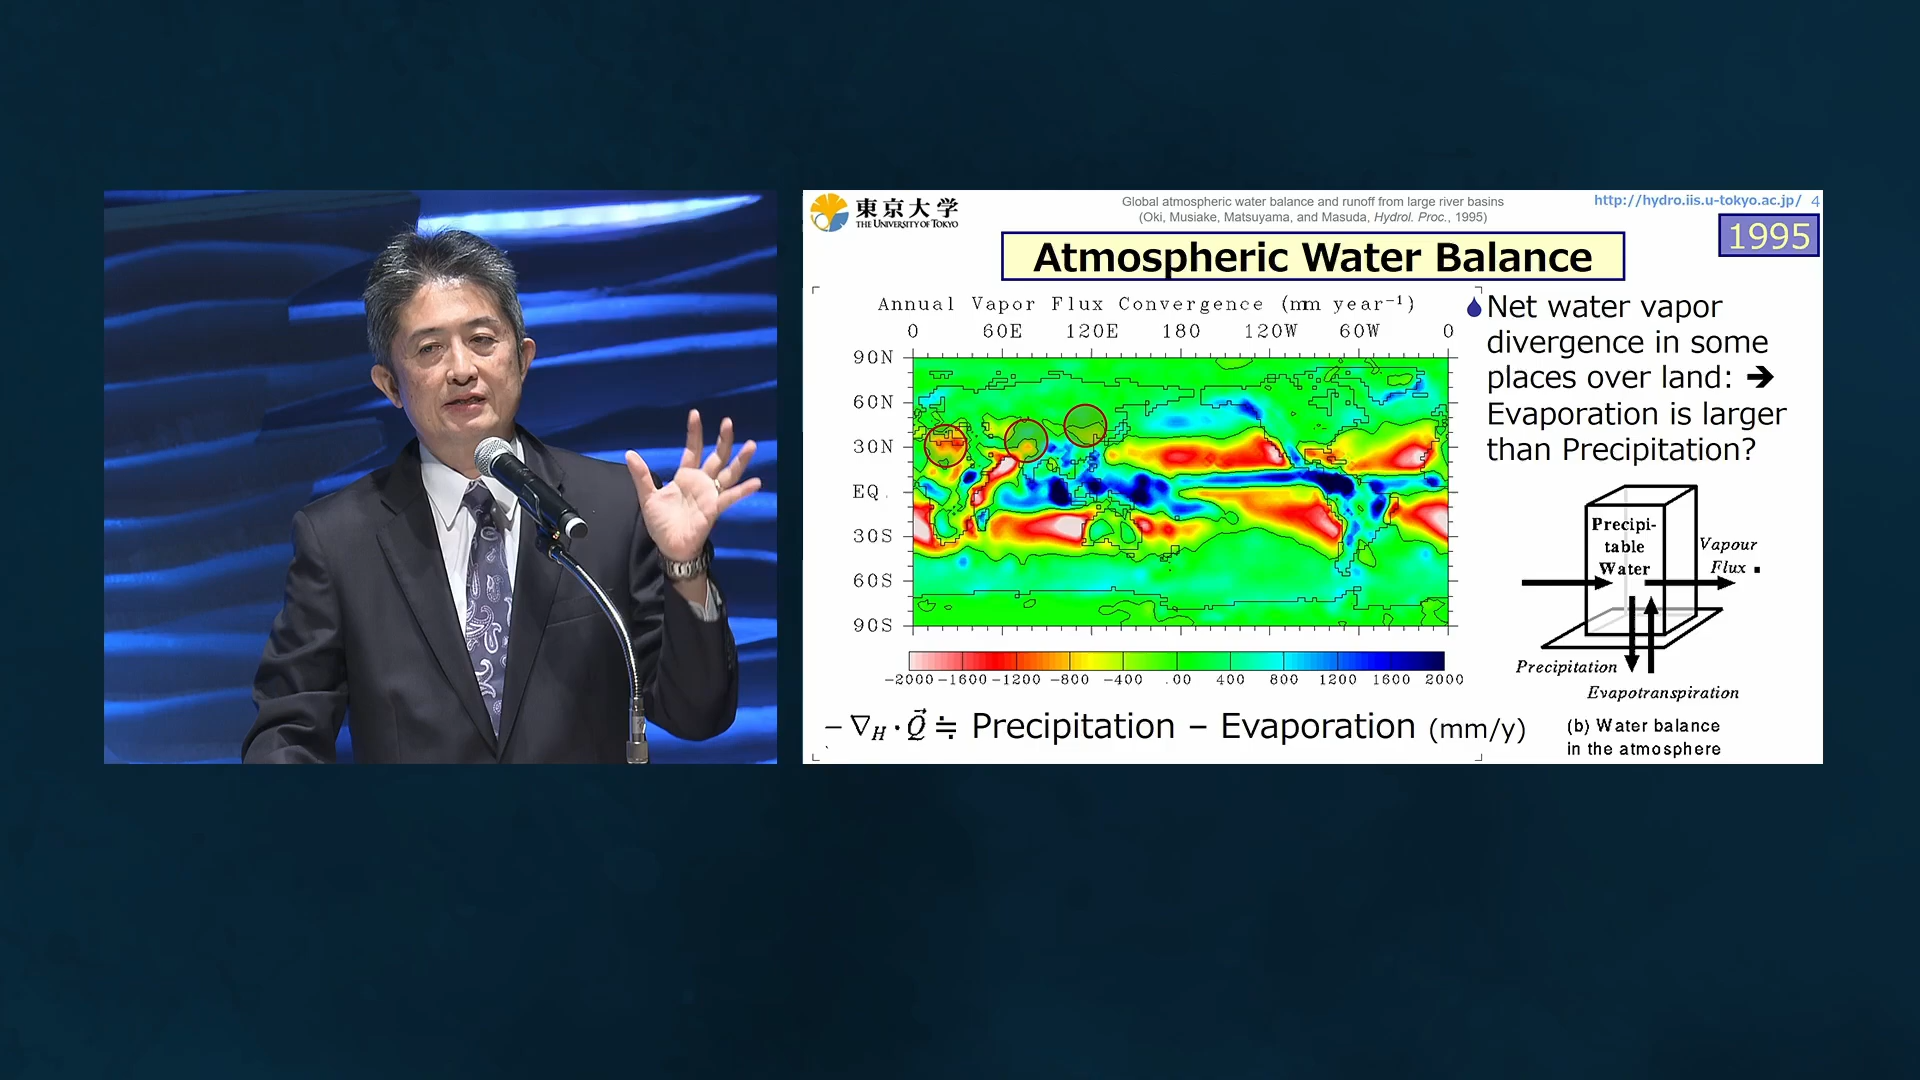 東京大学
THE UNIVERSITY OF TOKYO
Global atmospheric water balance and runoff from large river basins
(Oki, Musiake, Matsuyama, and Masuda, Hydrol. Proc., 1995)
http://hydro.iis.u-tokyo.ac.jp/ 4
1995
Atmospheric Water Balance
Annual Vapor Flux Convergence (mm year⁻¹)
0 60E 120E 180 120W 60W 0
90N
60N
30N
EQ.
30S
60S
90S
-2000 -1600 -1200 -800 -400 .00 400 800 1200 1600 2000
− ∇H · Q⃗ ≒ Precipitation – Evaporation (mm/y)
Net water vapor
divergence in some
places over land: ➔
Evaporation is larger
than Precipitation?
Precipi-
table
Water
Vapour
Flux
Precipitation
Evapotranspiration
(b) Water balance
in the atmosphere